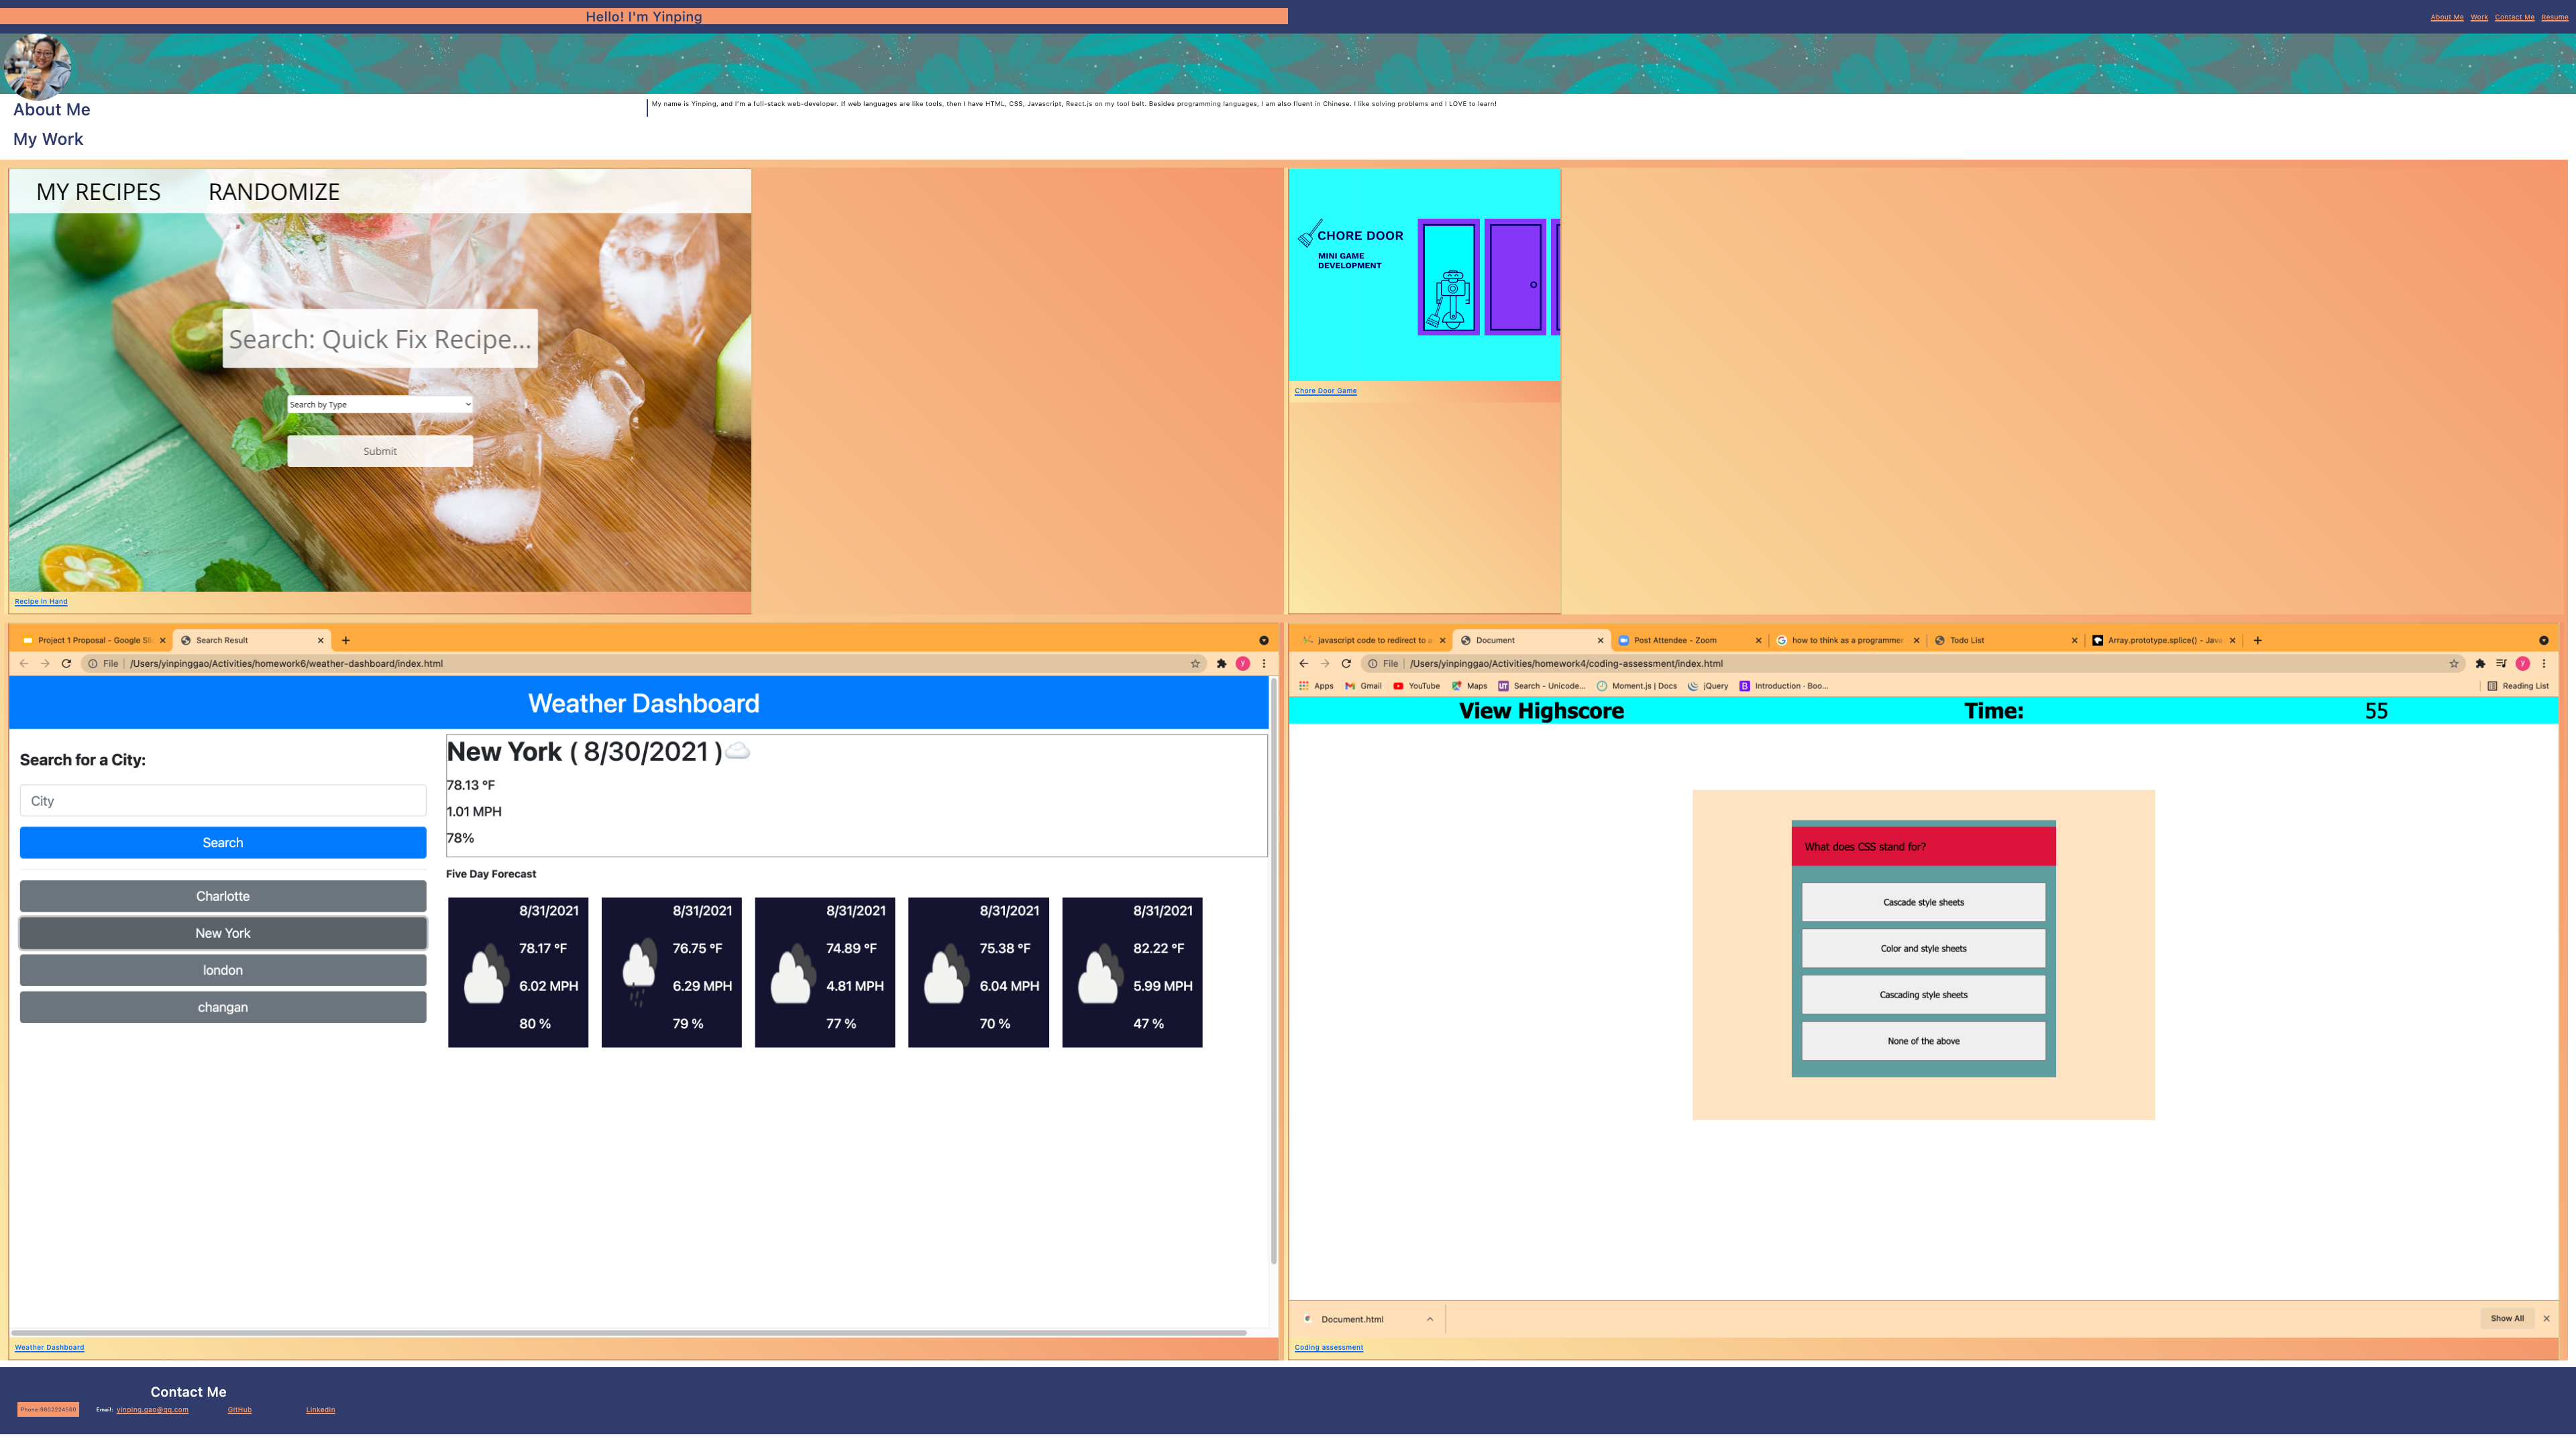 Hello! I'm Yinping
About Me Work Contact Me Resume
About Me
My name is Yinping, and I'm a full-stack web-developer. If web languages are like tools, then I have HTML, CSS, Javascript, React.js on my tool belt. Besides programming languages, I am also fluent in Chinese. I like solving problems and I LOVE to learn!
My Work
MY RECIPES RANDOMIZE
Search: Quick Fix Recipe...
Search by Type
Submit
Recipe in Hand
CHORE DOOR
MINI GAME
DEVELOPMENT
Chore Door Game
Project 1 Proposal - Google Sli Search Result
File /Users/yinpinggao/Activities/homework6/weather-dashboard/index.html
Weather Dashboard
Search for a City:
City
Search
Charlotte
New York
london
changan
New York ( 8/30/2021 )
78.13 °F
1.01 MPH
78%
Five Day Forecast
8/31/2021 8/31/2021 8/31/2021 8/31/2021 8/31/2021
78.17 °F 76.75 °F 74.89 °F 75.38 °F 82.22 °F
6.02 MPH 6.29 MPH 4.81 MPH 6.04 MPH 5.99 MPH
80 % 79 % 77 % 70 % 47 %
Weather Dashboard
javascript code to redirect to a Document Post Attendee - Zoom how to think as a programmer Todo List Array.prototype.splice() - Java
File /Users/yinpinggao/Activities/homework4/coding-assessment/index.html
Apps Gmail YouTube Maps Search - Unicode... Moment.js | Docs jQuery Introduction · Boo... Reading List
View Highscore Time: 55
What does CSS stand for?
Cascade style sheets
Color and style sheets
Cascading style sheets
None of the above
Document.html Show All
Coding assessment
Contact Me
Phone:9802224560 Email: yinping.gao@qq.com GitHub LinkedIn